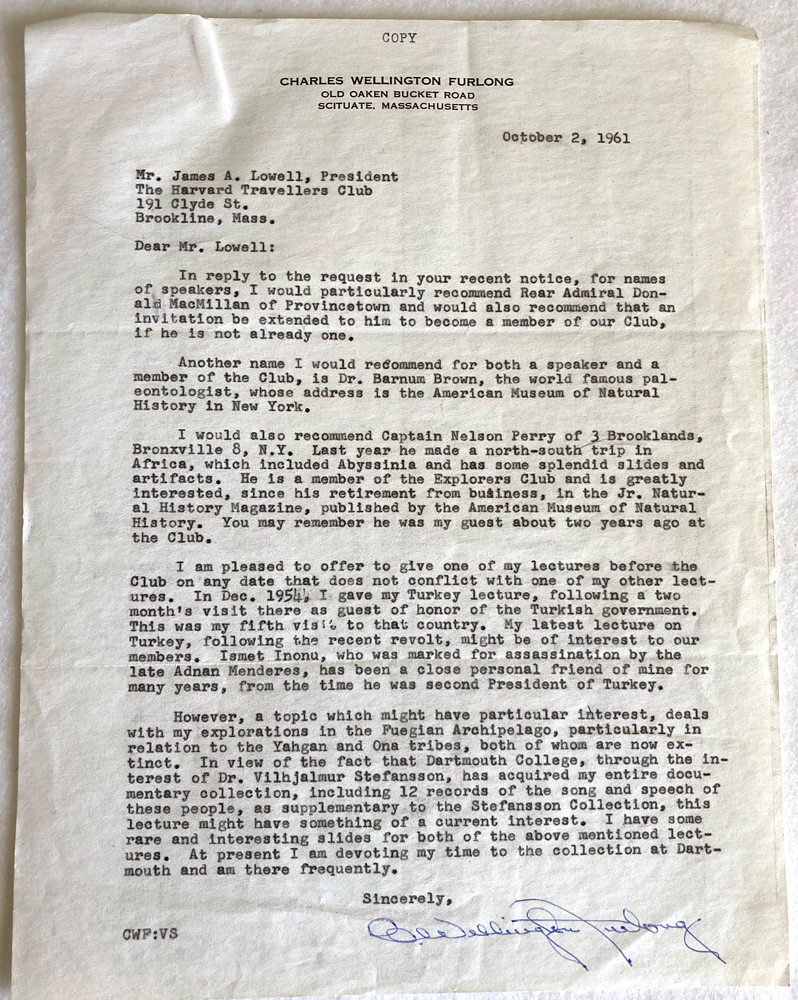 COPY
CHARLES WELLINGTON FURLONG
OLD OAKEN BUCKET ROAD
SCITUATE, MASSACHUSETTS
October 2, 1961
Mr. James A. Lowell, President
The Harvard Travellers Club
191 Clyde St.
Brookline, Mass.
Dear Mr. Lowell:
In reply to the request in your recent notice, for names
of speakers, I would particularly recommend Rear Admiral Don-
ald MacMillan of Provincetown and would also recommend that an
invitation be extended to him to become a member of our Club,
if he is not already one.
Another name I would recommend for both a speaker and a
member of the Club, is Dr. Barnum Brown, the world famous pal-
eontologist, whose address is the American Museum of Natural
History in New York.
I would also recommend Captain Nelson Perry of 3 Brooklands,
Bronxville 8, N.Y. Last year he made a north-south trip in
Africa, which included Abyssinia and has some splendid slides and
artifacts. He is a member of the Explorers Club and is greatly
interested, since his retirement from business, in the Jr. Natur-
al History Magazine, published by the American Museum of Natural
History. You may remember he was my guest about two years ago at
the Club.
I am pleased to offer to give one of my lectures before the
Club on any date that does not conflict with one of my other lect-
ures. In Dec. 1954, I gave my Turkey lecture, following a two
month's visit there as guest of honor of the Turkish government.
This was my fifth visit to that country. My latest lecture on
Turkey, following the recent revolt, might be of interest to our
members. Ismet Inonu, who was marked for assassination by the
late Adnan Menderes, has been a close personal friend of mine for
many years, from the time he was second President of Turkey.
However, a topic which might have particular interest, deals
with my explorations in the Fuegian Archipelago, particularly in
relation to the Yahgan and Ona tribes, both of whom are now ex-
tinct. In view of the fact that Dartmouth College, through the in-
terest of Dr. Vilhjalmur Stefansson, has acquired my entire docu-
mentary collection, including 12 records of the song and speech of
these people, as supplementary to the Stefansson Collection, this
lecture might have something of a current interest. I have some
rare and interesting slides for both of the above mentioned lect-
ures. At present I am devoting my time to the collection at Dart-
mouth and am there frequently.
Sincerely,
C. Wellington Furlong
CWF:VS